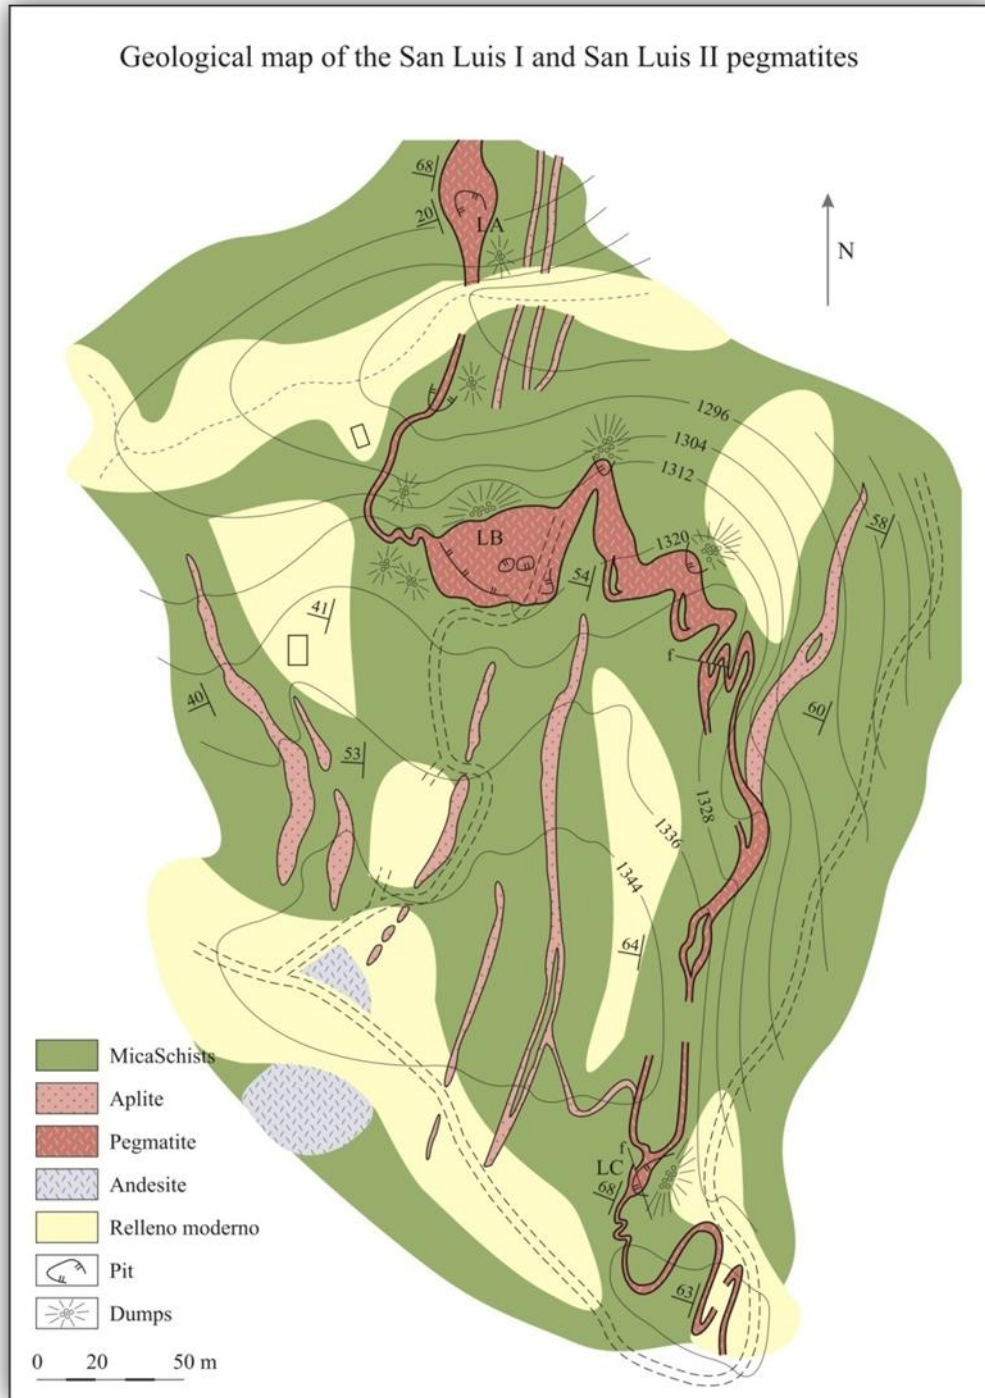 Geological map of the San Luis I and San Luis II pegmatites
68
20
LA
N
1296
1304
1312
58
LB
1320
54
41
f
40
60
53
1328
1336
1344
64
MicaSchists
Aplite
Pegmatite
Andesite
Relleno moderno
Pit
Dumps
f
LC
68
63
0 20 50 m